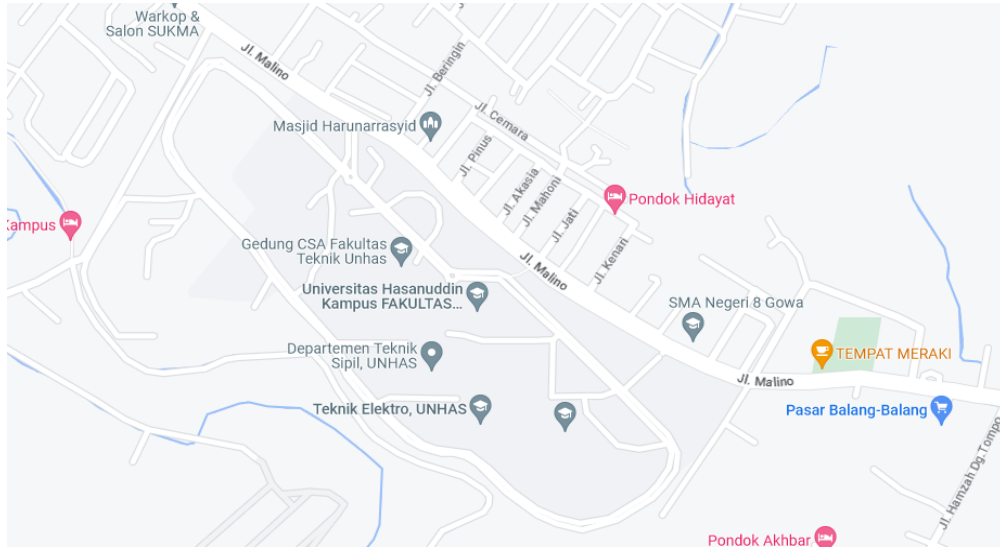 Warkop &
Salon SUKMA
Jl. Malino
Jl. Beringin
Jl. Cemara
Masjid Harunarrasyid
Jl. Pinus
Jl. Akasia
Jl. Mahoni
Jl. Jati
Pondok Hidayat
Kampus
Gedung CSA Fakultas
Teknik Unhas
Jl. Malino
Jl. Kenari
Universitas Hasanuddin
Kampus FAKULTAS...
SMA Negeri 8 Gowa
Departemen Teknik
Sipil, UNHAS
TEMPAT MERAKI
Jl. Malino
Teknik Elektro, UNHAS
Pasar Balang-Balang
Jl. Hamzah Dg. Tompo
Pondok Akhbar